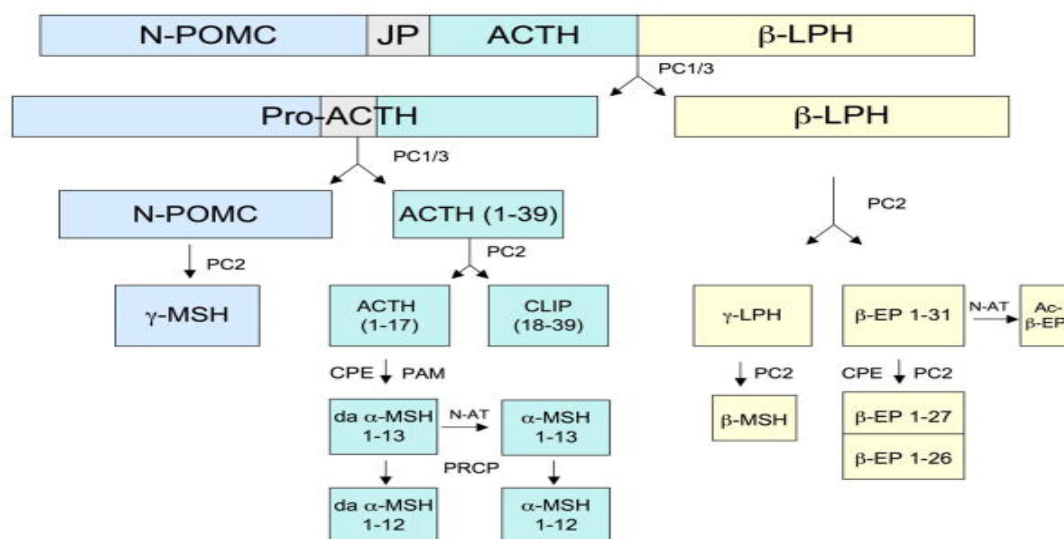 N-POMC JP ACTH β-LPH
PC1/3
Pro-ACTH β-LPH
PC1/3
N-POMC ACTH (1-39)
PC2
PC2 PC2
γ-MSH
ACTH
(1-17)
CLIP
(18-39)
γ-LPH
β-EP 1-31
N-AT
Ac-
β-EP
CPE PAM
PC2
CPE PC2
da α-MSH
1-13
N-AT
α-MSH
1-13
β-MSH
β-EP 1-27
β-EP 1-26
PRCP
da α-MSH
1-12
α-MSH
1-12